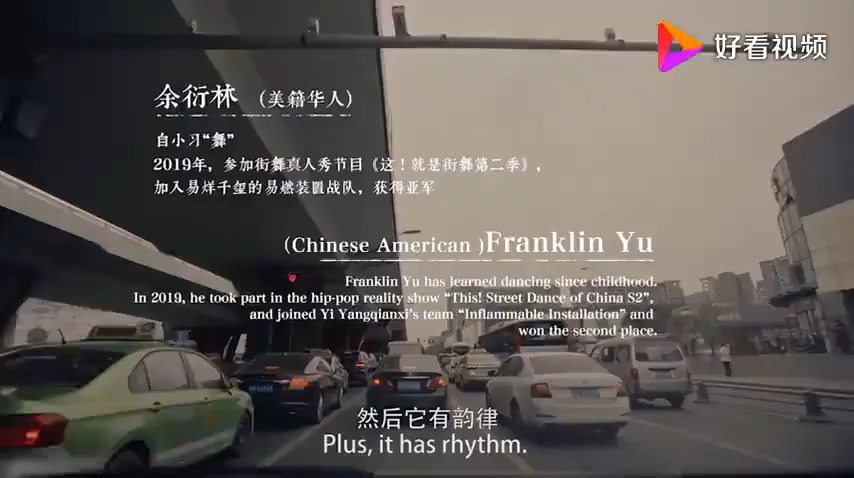 好看视频
余衍林 （美籍华人）
自小习“舞”
2019年，参加街舞真人秀节目《这！就是街舞第二季》，
加入易烊千玺的易燃装置战队，获得亚军
(Chinese American )Franklin Yu
Franklin Yu has learned dancing since childhood.
In 2019, he took part in the hip-pop reality show “This! Street Dance of China S2”,
and joined Yi Yangqianxi's team “Inflammable Installation” and
won the second place.
然后它有韵律
Plus, it has rhythm.